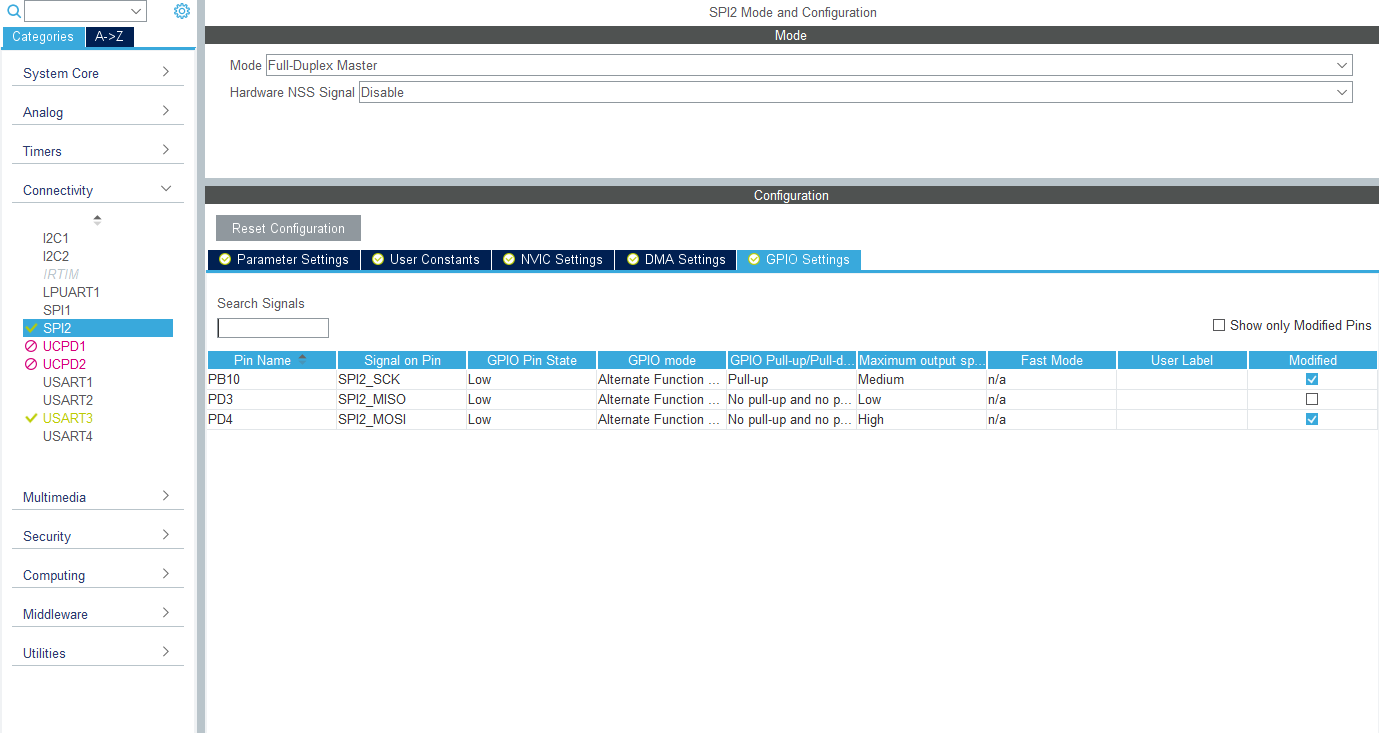 SPI2 Mode and Configuration
Categories A->Z
Mode
System Core
Mode Full-Duplex Master
Hardware NSS Signal Disable
Analog
Timers
Connectivity
Configuration
Reset Configuration
I2C1
I2C2
IRTIM
LPUART1
SPI1
SPI2
UCPD1
UCPD2
USART1
USART2
USART3
USART4
Parameter Settings User Constants NVIC Settings DMA Settings GPIO Settings
Search Signals
Show only Modified Pins
Pin Name Signal on Pin GPIO Pin State GPIO mode GPIO Pull-up/Pull-d... Maximum output sp... Fast Mode User Label Modified
PB10 SPI2_SCK Low Alternate Function ... Pull-up Medium n/a
PD3 SPI2_MISO Low Alternate Function ... No pull-up and no p... Low n/a
PD4 SPI2_MOSI Low Alternate Function ... No pull-up and no p... High n/a
Multimedia
Security
Computing
Middleware
Utilities